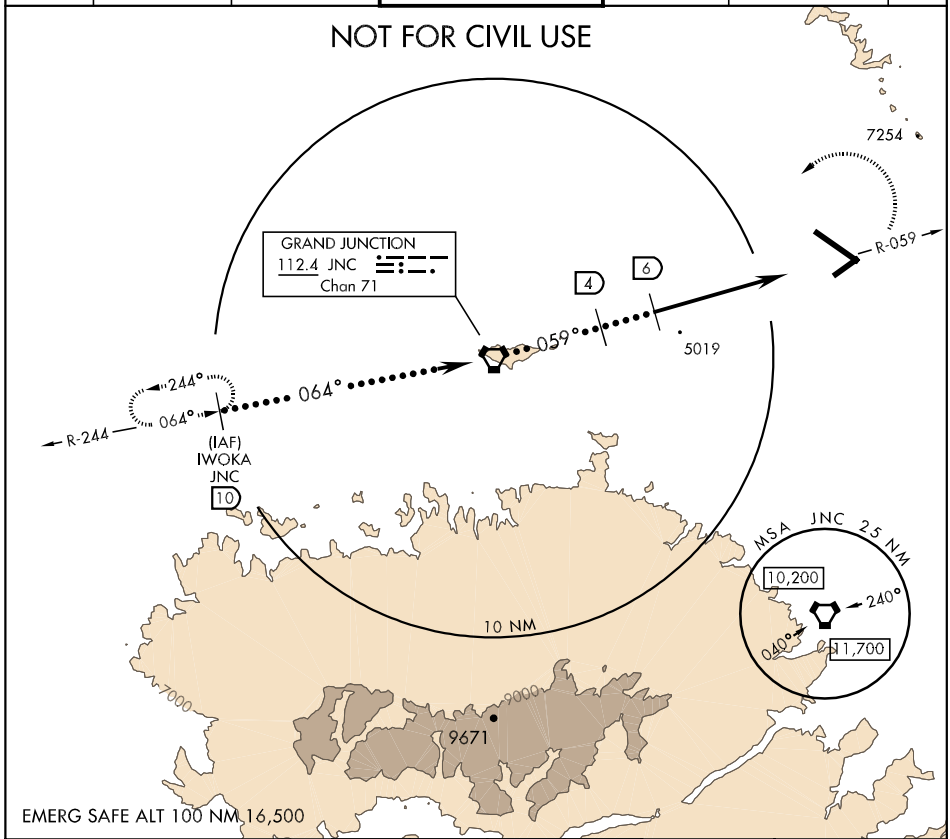 NOT FOR CIVIL USE
7254
R-059
GRAND JUNCTION
112.4 JNC
Chan 71
4
6
059°
5019
244°
064°
064°
R-244
(IAF)
IWOKA
JNC
10
MSA JNC 25 NM
10,200
240°
040°
11,700
10 NM
7000
9000
9671
EMERG SAFE ALT 100 NM 16,500